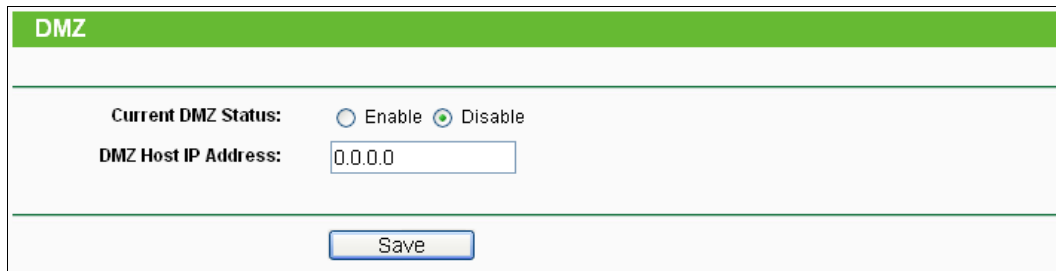 DMZ
Current DMZ Status: Enable Disable
DMZ Host IP Address: 0.0.0.0
Save